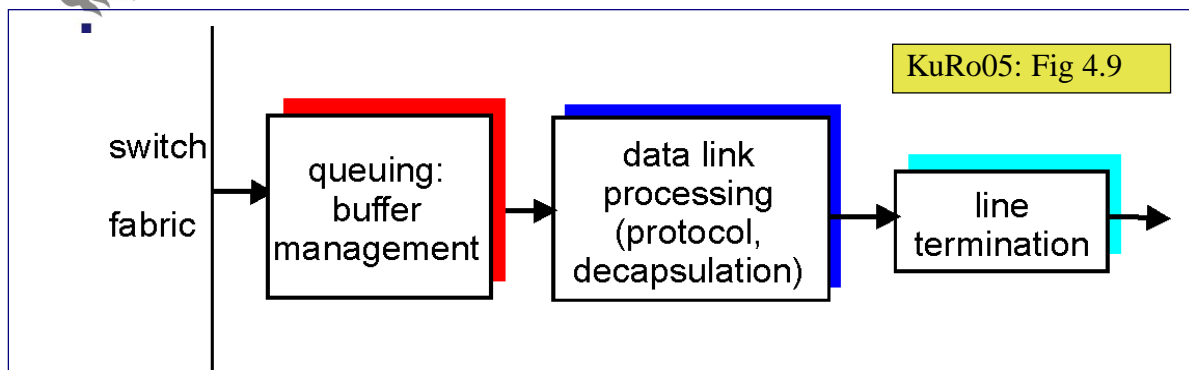 KuRo05: Fig 4.9
switch
fabric
queuing:
buffer
management
data link
processing
(protocol,
decapsulation)
line
termination